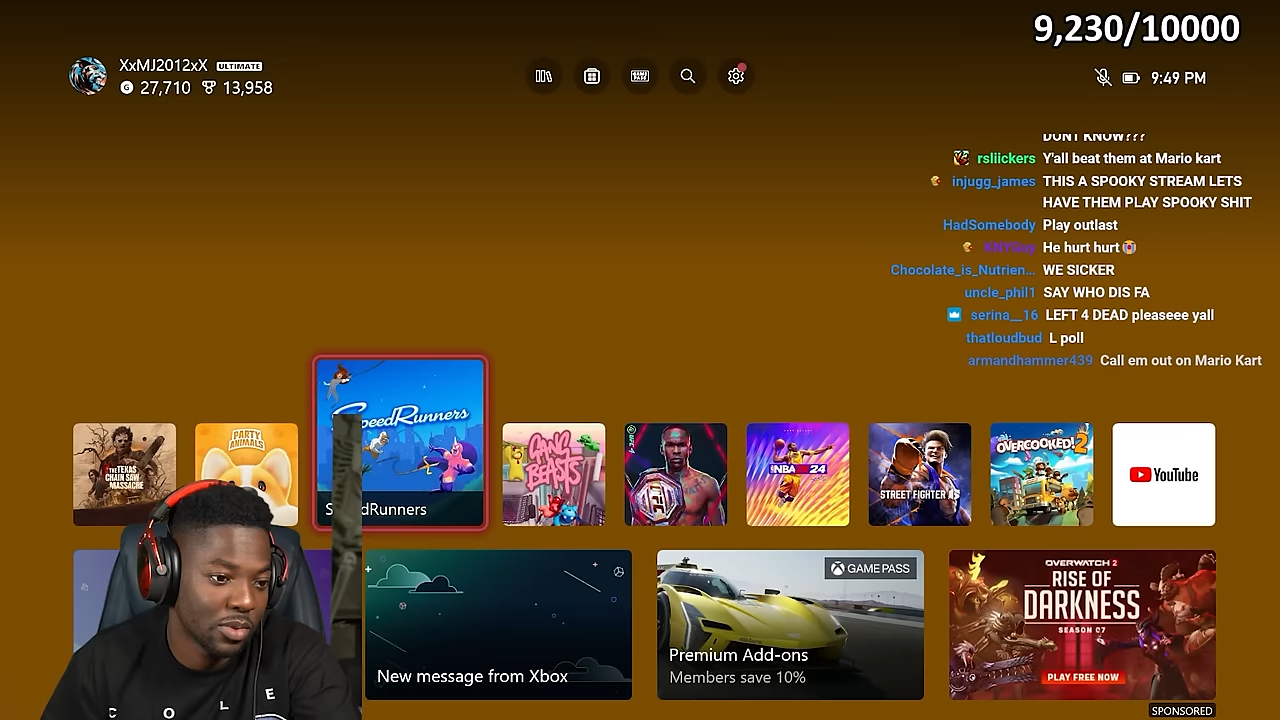 9,230/10000
XxMJ2012xX ULTIMATE
G 27,710 13,958
GAME PASS
9:49 PM
DONT KNOW???
rsliickers Y'all beat them at Mario kart
injugg_james THIS A SPOOKY STREAM LETS
HAVE THEM PLAY SPOOKY SHIT
HadSomebody Play outlast
KNYGuy He hurt hurt😭
Chocolate_is_Nutrien... WE SICKER
uncle_phil1 SAY WHO DIS FA
serina__16 LEFT 4 DEAD pleaseee yall
thatloudbud L poll
armandhammer439 Call em out on Mario Kart
THE TEXAS
CHAIN SAW
MASSACRE
PARTY
ANIMALS
SpeedRunners
S dRunners
GANG
BEASTS
NBA 24
STREET FIGHTER 6
OVERCOOKED! 2
YouTube
New message from Xbox
GAME PASS
Premium Add-ons
Members save 10%
OVERWATCH 2
RISE OF
DARKNESS
SEASON 07
PLAY FREE NOW
SPONSORED
C O L E